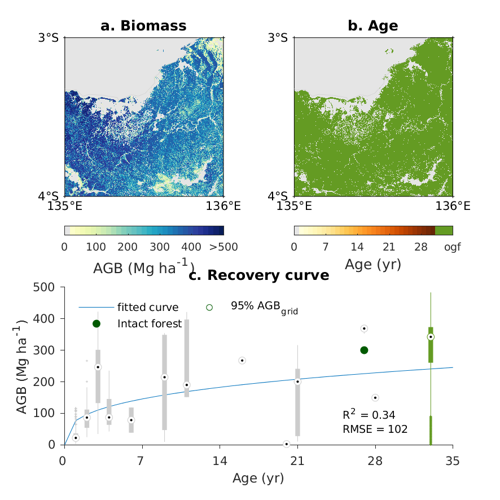 a. Biomass
b. Age
3°S
4°S
135°E
136°E
3°S
4°S
135°E
136°E
0 100 200 300 400 >500
AGB (Mg ha⁻¹)
0 7 14 21 28 ogf
Age (yr)
c. Recovery curve
AGB (Mg ha⁻¹)
500
400
300
200
100
0
fitted curve
95% AGB_grid
Intact forest
R² = 0.34
RMSE = 102
0 7 14 21 28 35
Age (yr)